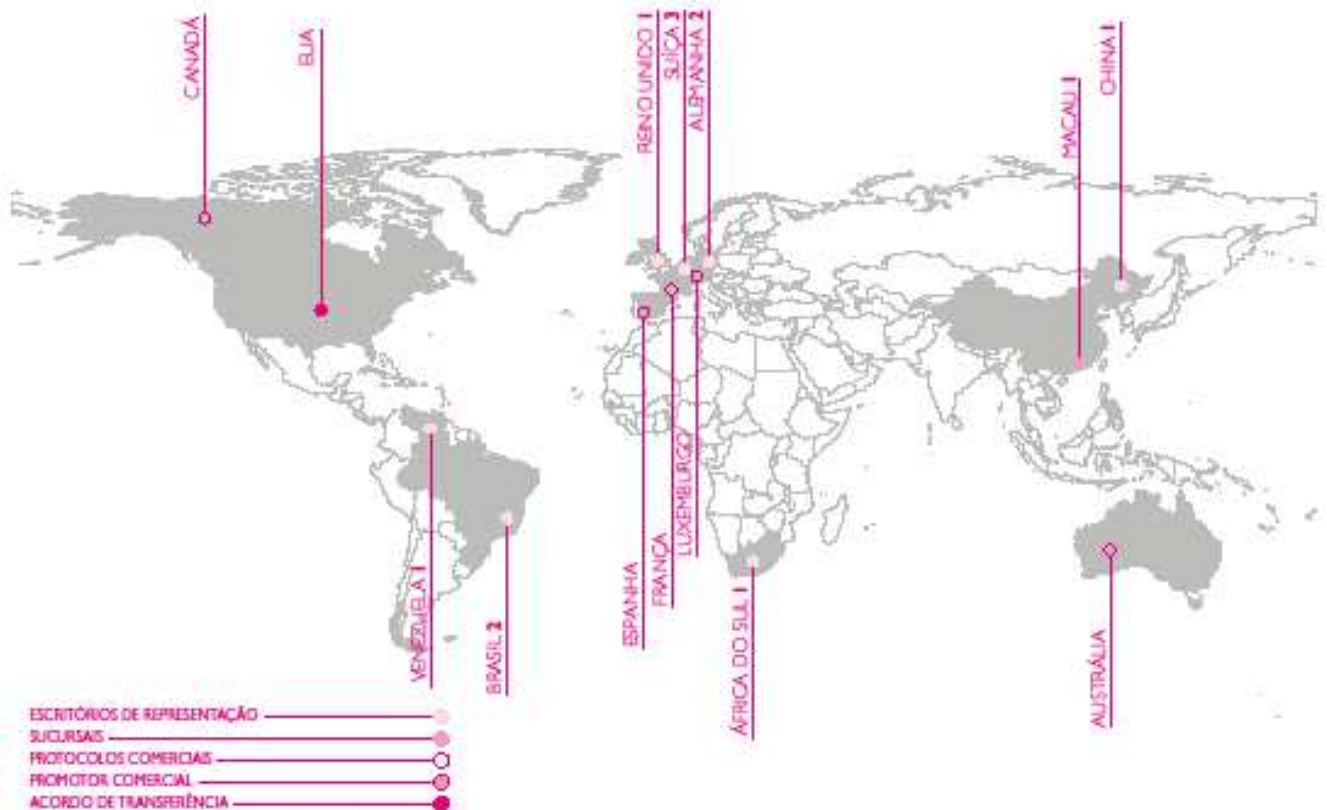 CANADÁ
EUA
REINO UNIDO 1
SUÍÇA 3
ALEMANHA 2
MACAU 1
CHINA 1
VENEZUELA 1
BRASIL 2
ESPANHA
FRANÇA
LUXEMBURGO
ÁFRICA DO SUL 1
AUSTRÁLIA
ESCRITÓRIOS DE REPRESENTAÇÃO
SUCURSAIS
PROTOCOLOS COMERCIAIS
PROMOTOR COMERCIAL
ACORDO DE TRANSFERÊNCIA